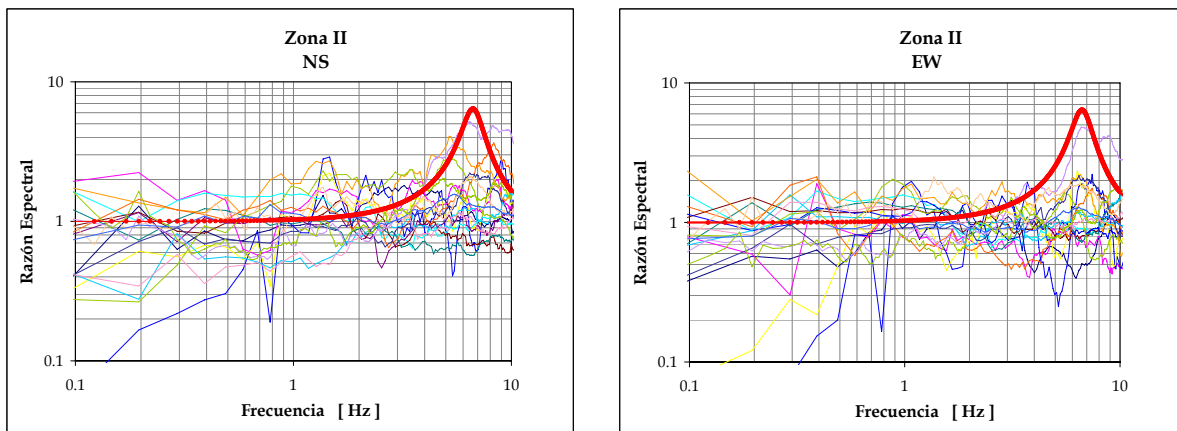 Zona II
NS
10
1
0.1
0.1
1
10
Razón Espectral
Frecuencia [ Hz ]
Zona II
EW
10
1
0.1
0.1
1
10
Razón Espectral
Frecuencia [ Hz ]